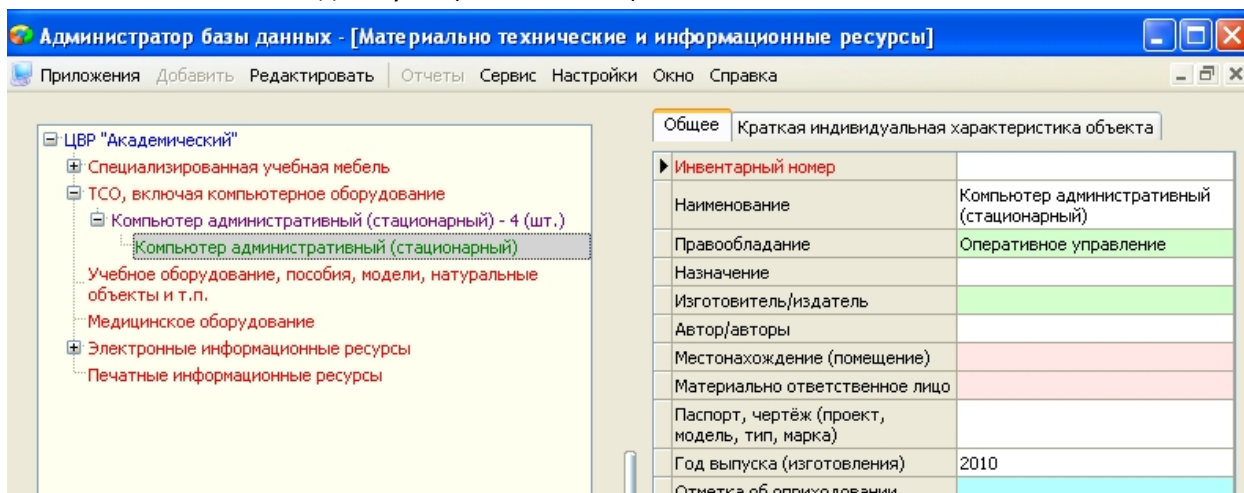 Администратор базы данных - [Материально технические и информационные ресурсы]
Приложения Добавить Редактировать Отчеты Сервис Настройки Окно Справка
ЦВР "Академический"
Специализированная учебная мебель
ТСО, включая компьютерное оборудование
Компьютер административный (стационарный) - 4 (шт.)
Компьютер административный (стационарный)
Учебное оборудование, пособия, модели, натуральные
объекты и т.п.
Медицинское оборудование
Электронные информационные ресурсы
Печатные информационные ресурсы
Общее Краткая индивидуальная характеристика объекта
Инвентарный номер
Наименование Компьютер административный
(стационарный)
Правообладание Оперативное управление
Назначение
Изготовитель/издатель
Автор/авторы
Местонахождение (помещение)
Материально ответственное лицо
Паспорт, чертёж (проект,
модель, тип, марка)
Год выпуска (изготовления) 2010
Отметка об оприходовании